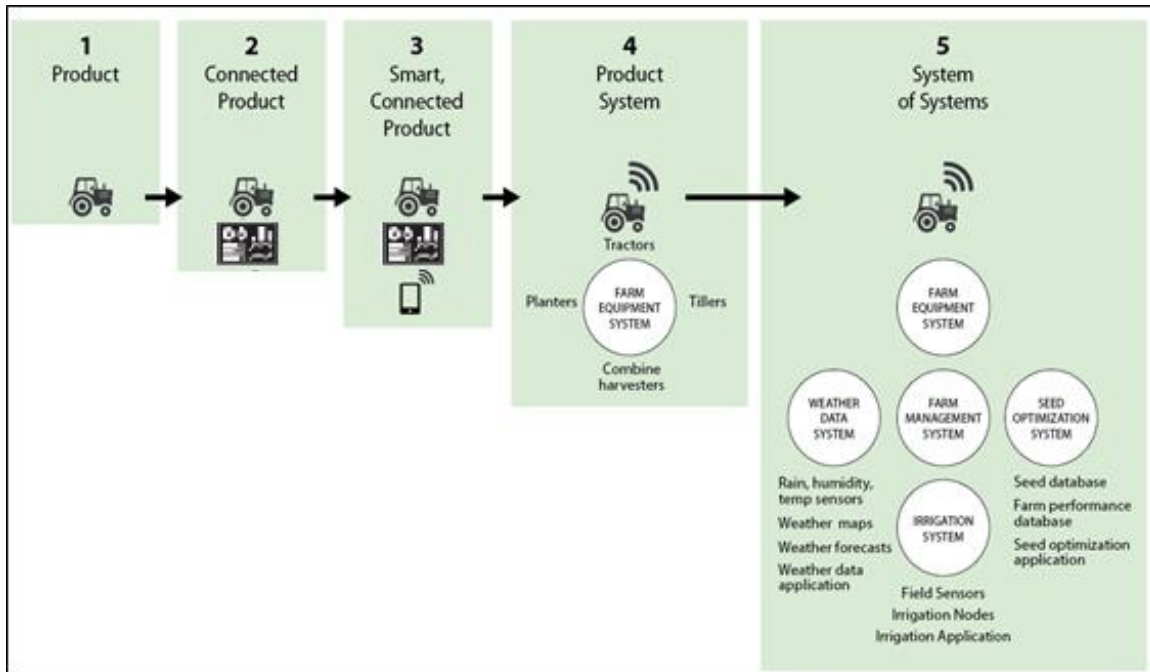 1
Product
2
Connected
Product
3
Smart,
Connected
Product
4
Product
System
Tractors
Planters
FARM
EQUIPMENT
SYSTEM
Tillers
Combine
harvesters
5
System
of Systems
FARM
EQUIPMENT
SYSTEM
WEATHER
DATA
SYSTEM
Rain, humidity,
temp sensors
Weather maps
Weather forecasts
Weather data
application
FARM
MANAGEMENT
SYSTEM
SEED
OPTIMIZATION
SYSTEM
Seed database
Farm performance
database
Seed optimization
application
IRRIGATION
SYSTEM
Field Sensors
Irrigation Nodes
Irrigation Application